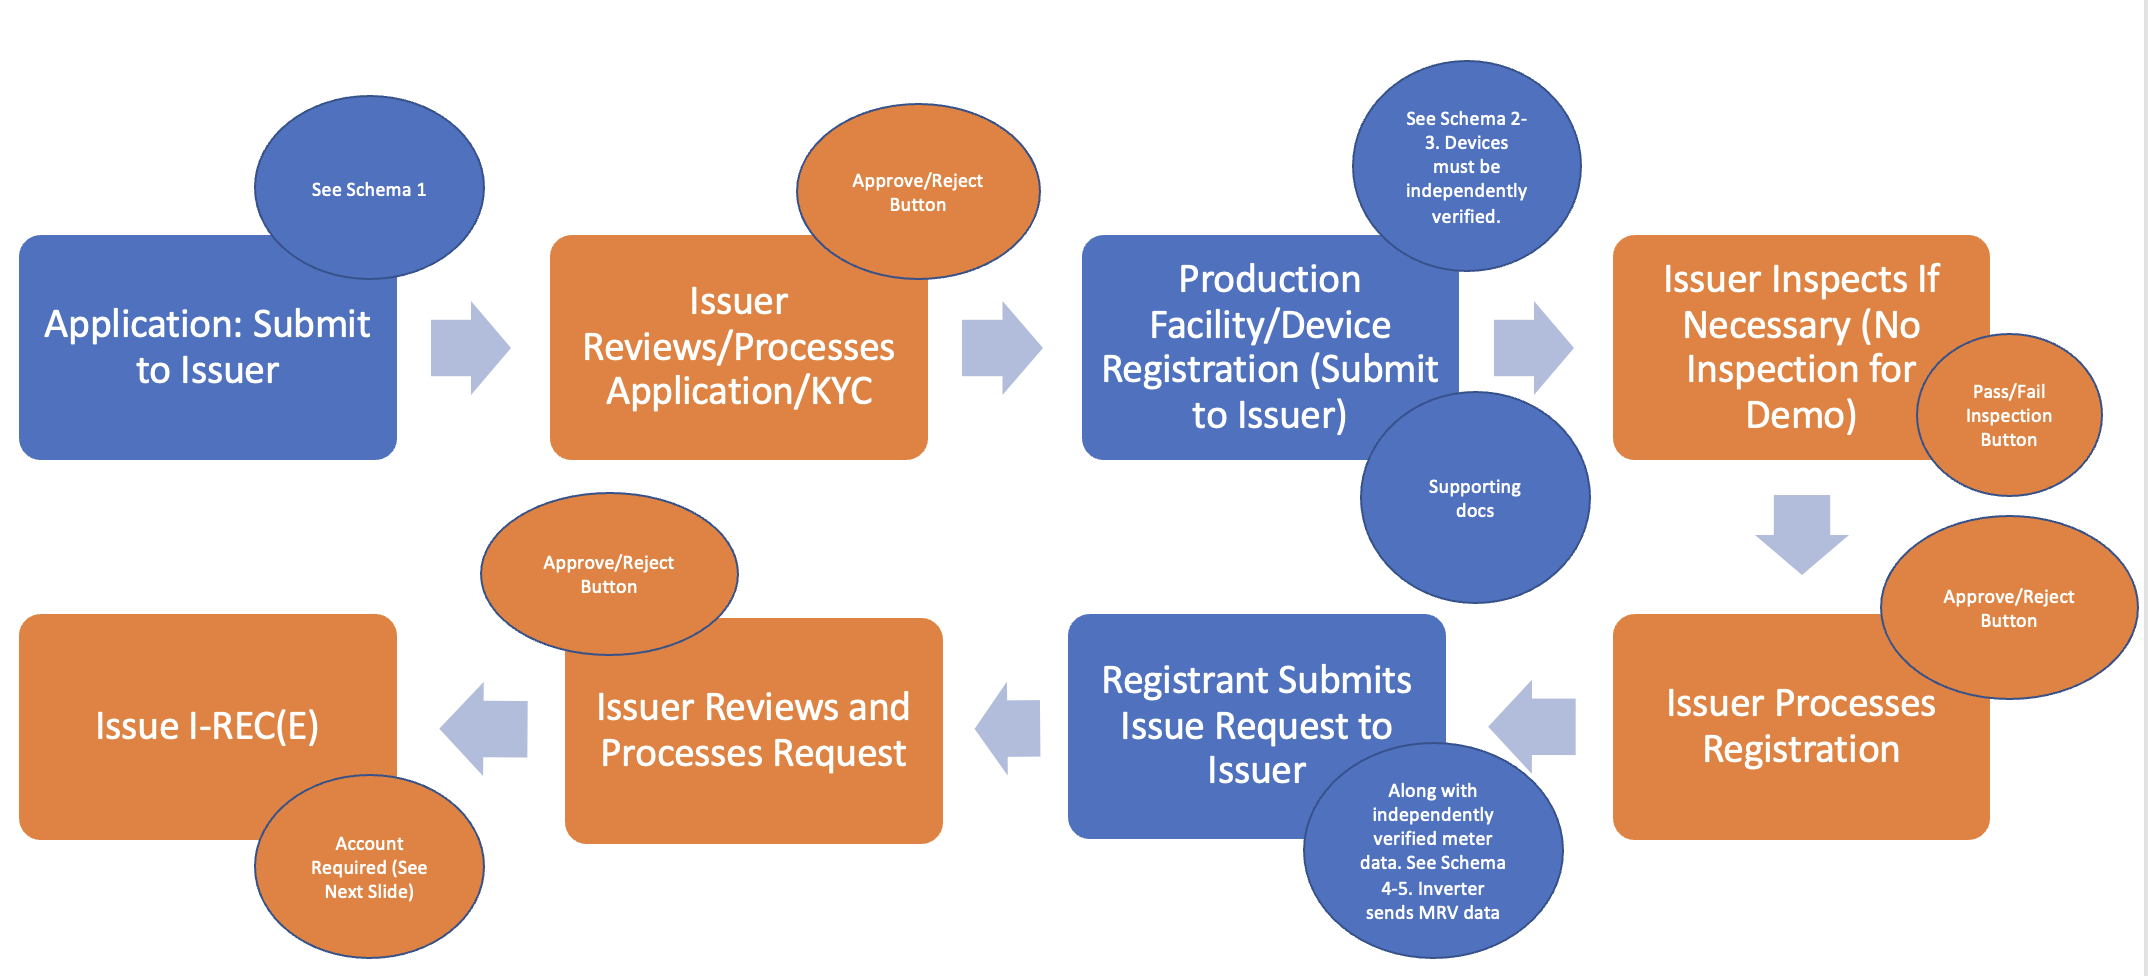 See Schema 1
Application: Submit
to Issuer
Approve/Reject
Button
Issuer
Reviews/Processes
Application/KYC
See Schema 2-
3. Devices
must be
independently
verified.
Production
Facility/Device
Registration (Submit
to Issuer)
Supporting
docs
Issuer Inspects If
Necessary (No
Inspection for
Demo)
Pass/Fail
Inspection
Button
Approve/Reject
Button
Issuer Processes
Registration
Registrant Submits
Issue Request to
Issuer
Along with
independently
verified meter
data. See Schema
4-5. Inverter
sends MRV data
Approve/Reject
Button
Issuer Reviews and
Processes Request
Issue I-REC(E)
Account
Required (See
Next Slide)